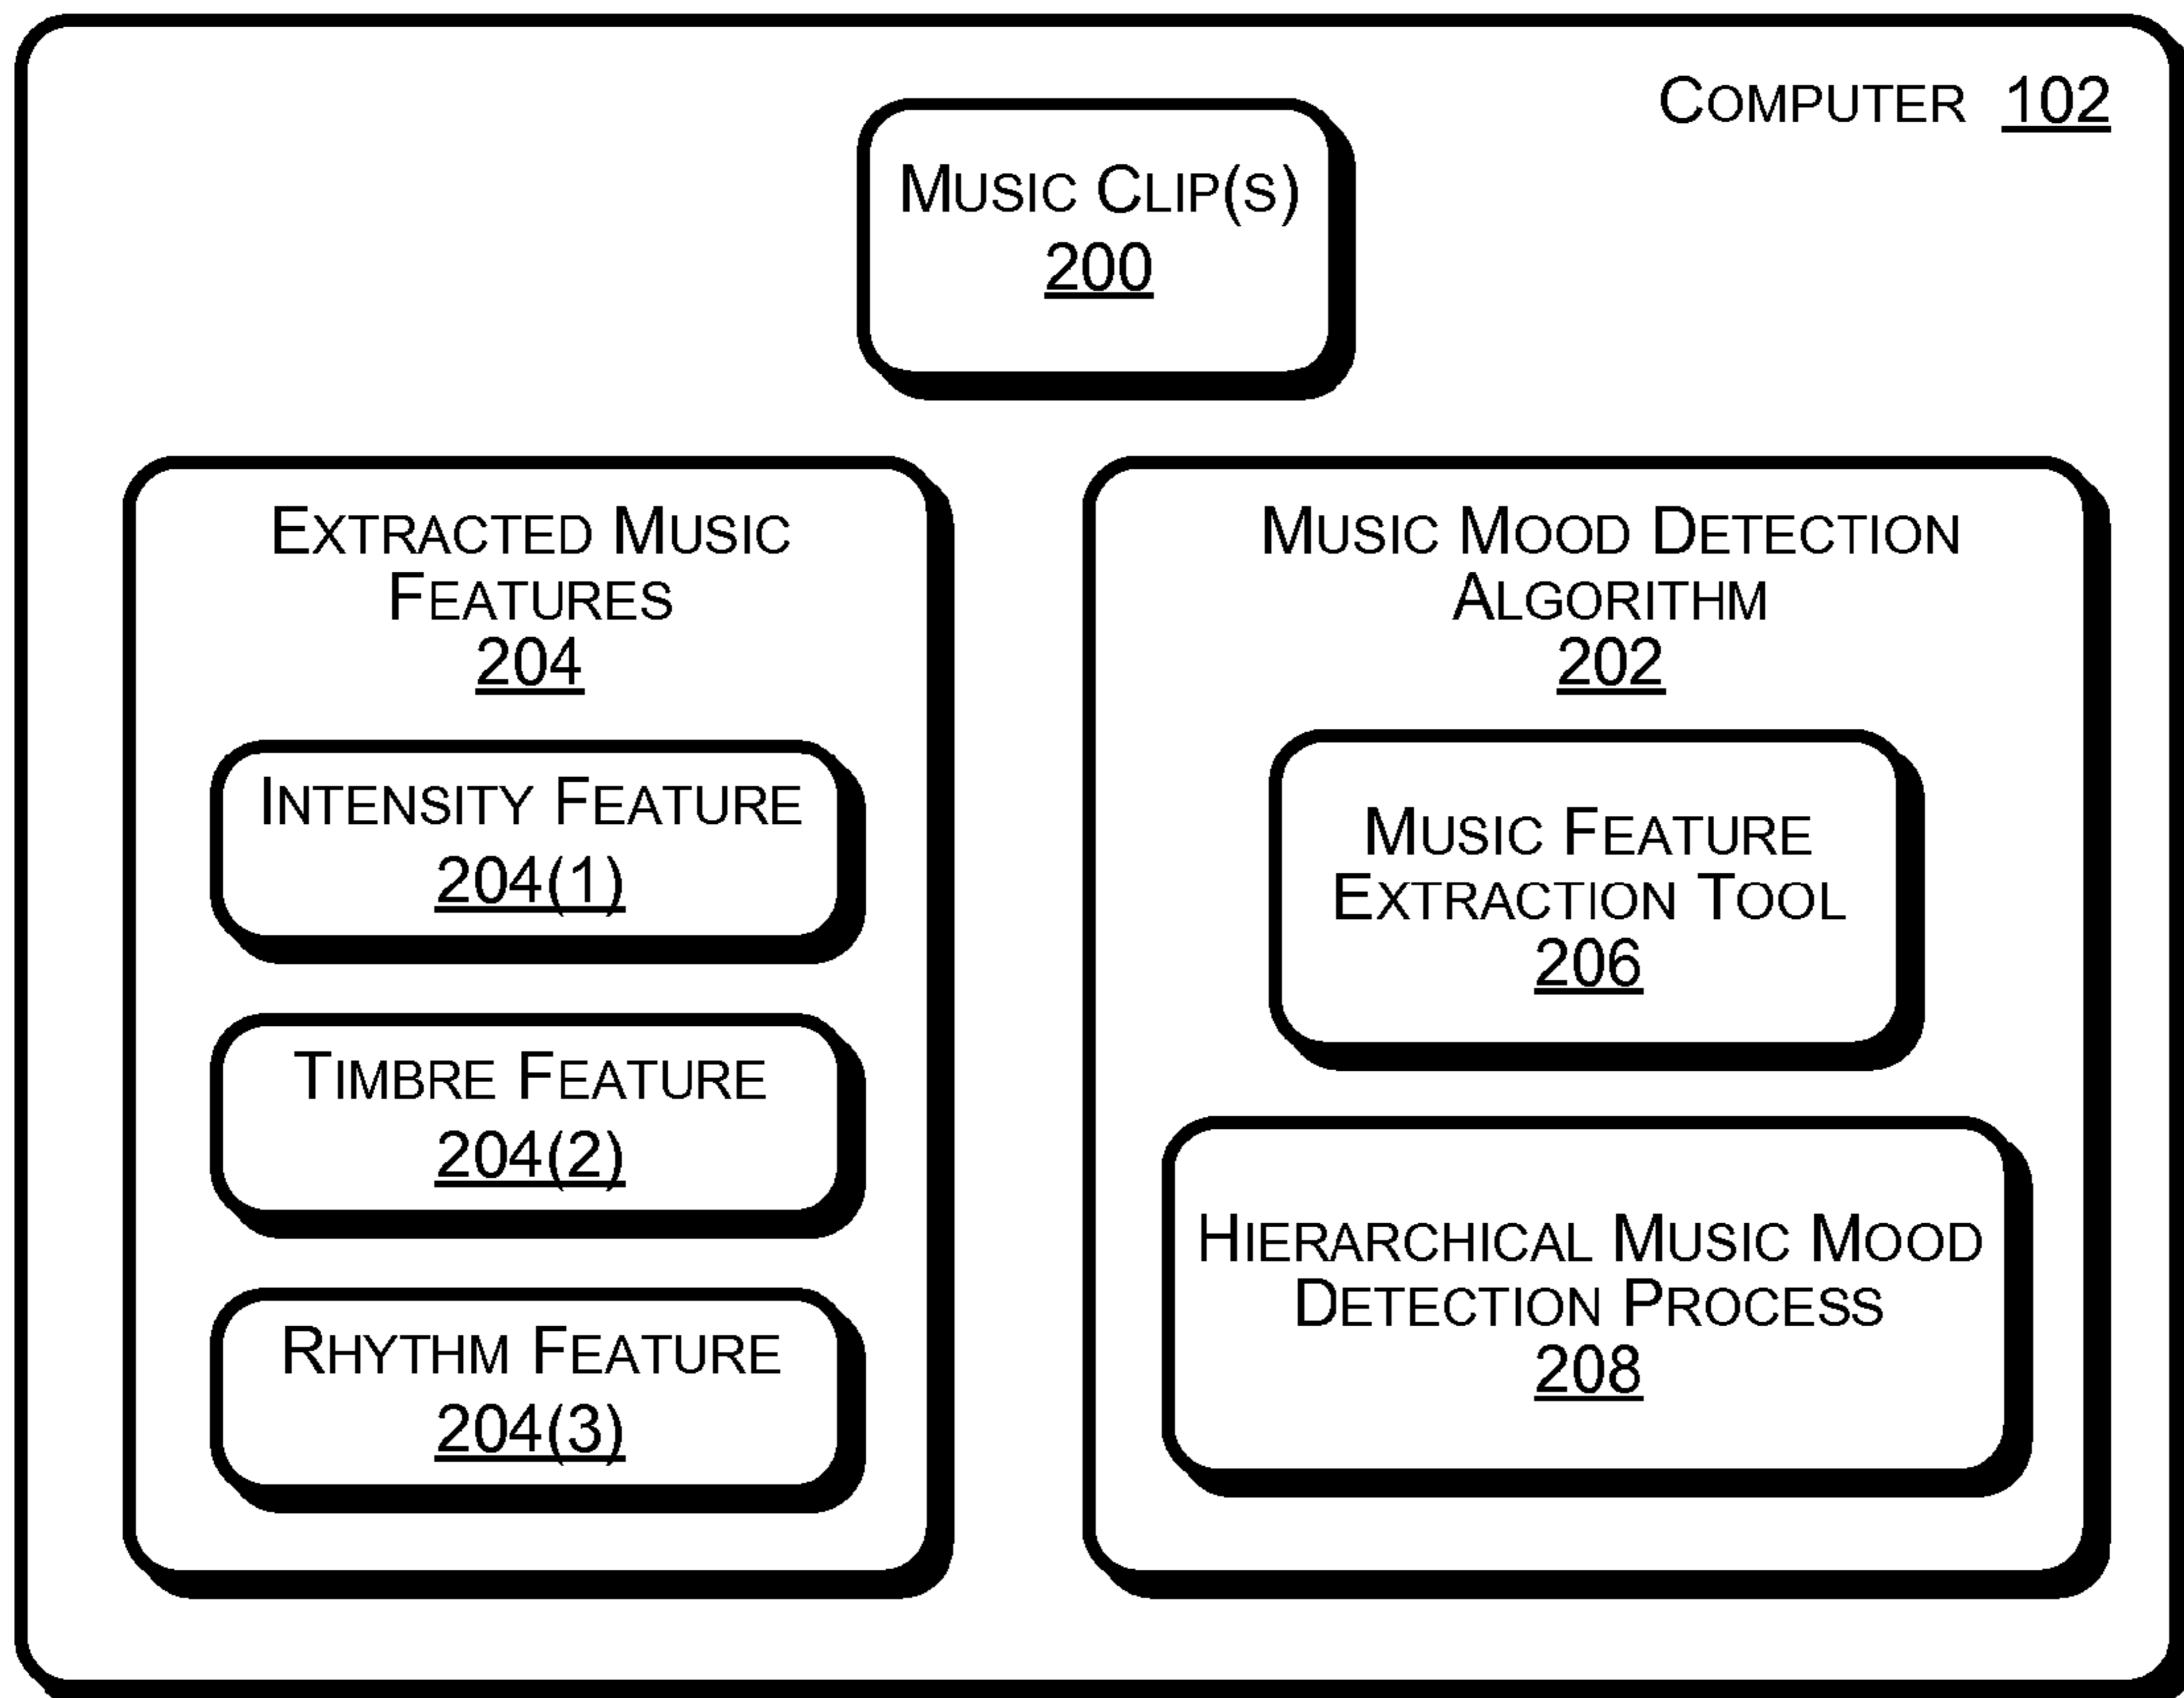 COMPUTER 102
MUSIC CLIP(S)
200
EXTRACTED MUSIC
FEATURES
204
INTENSITY FEATURE
204(1)
TIMBRE FEATURE
204(2)
RHYTHM FEATURE
204(3)
MUSIC MOOD DETECTION
ALGORITHM
202
MUSIC FEATURE
EXTRACTION TOOL
206
HIERARCHICAL MUSIC MOOD
DETECTION PROCESS
208